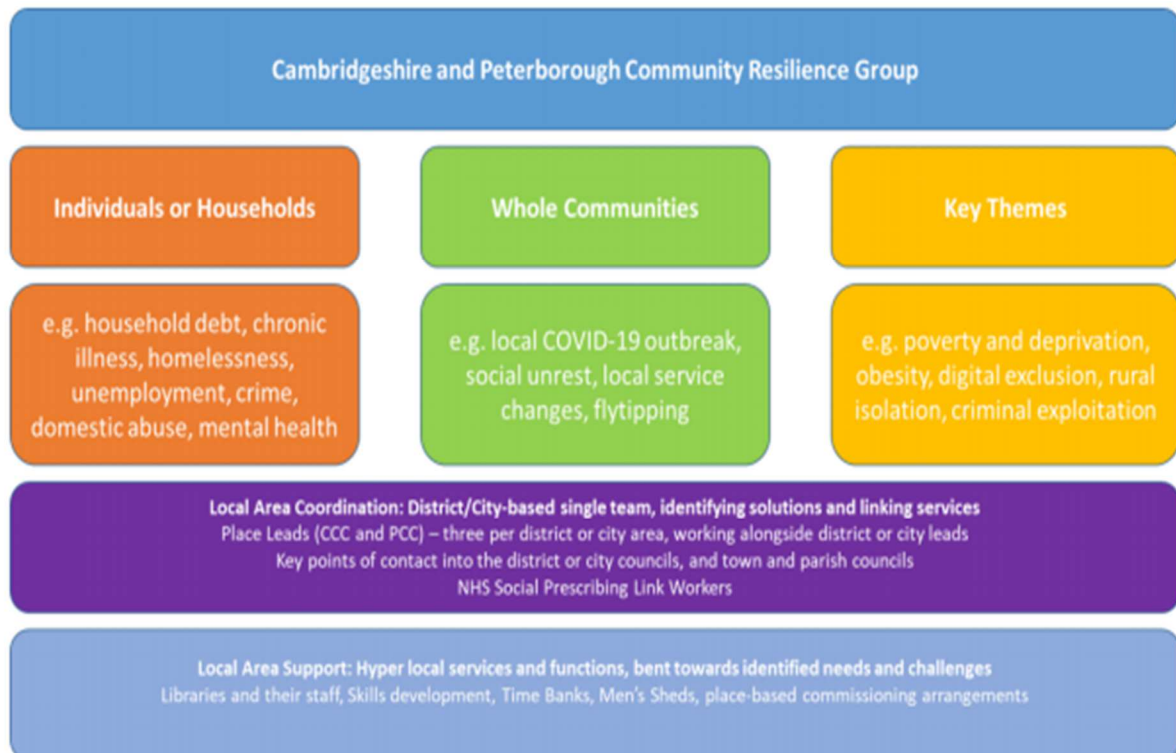 Cambridgeshire and Peterborough Community Resilience Group
Individuals or Households
Whole Communities
Key Themes
e.g. household debt, chronic
illness, homelessness,
unemployment, crime,
domestic abuse, mental health
e.g. local COVID-19 outbreak,
social unrest, local service
changes, flytipping
e.g. poverty and deprivation,
obesity, digital exclusion, rural
isolation, criminal exploitation
Local Area Coordination: District/City-based single team, identifying solutions and linking services
Place Leads (CCC and PCC) – three per district or city area, working alongside district or city leads
Key points of contact into the district or city councils, and town and parish councils
NHS Social Prescribing Link Workers
Local Area Support: Hyper local services and functions, bent towards identified needs and challenges
Libraries and their staff, Skills development, Time Banks, Men's Sheds, place-based commissioning arrangements